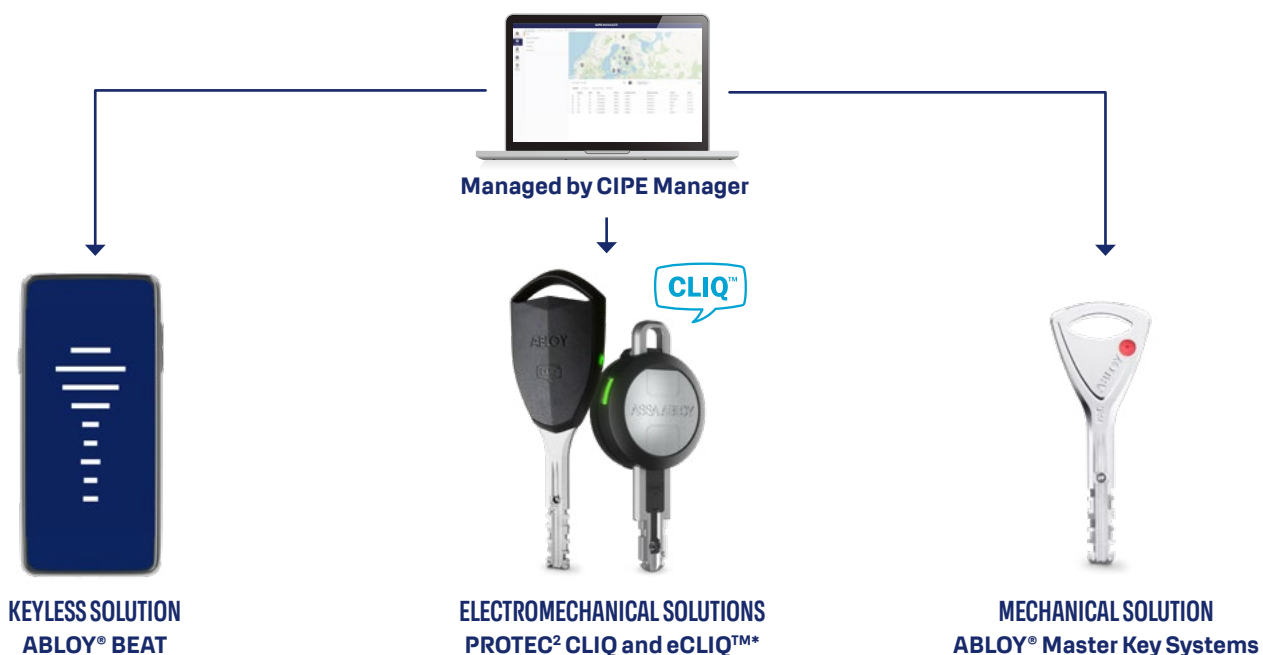 Managed by CIPE Manager
CLIQ™
ABLOY
ASSA ABLOY
ABLOY
KEYLESS SOLUTION
ABLOY® BEAT
ELECTROMECHANICAL SOLUTIONS
PROTEC² CLIQ and eCLIQ™*
MECHANICAL SOLUTION
ABLOY® Master Key Systems